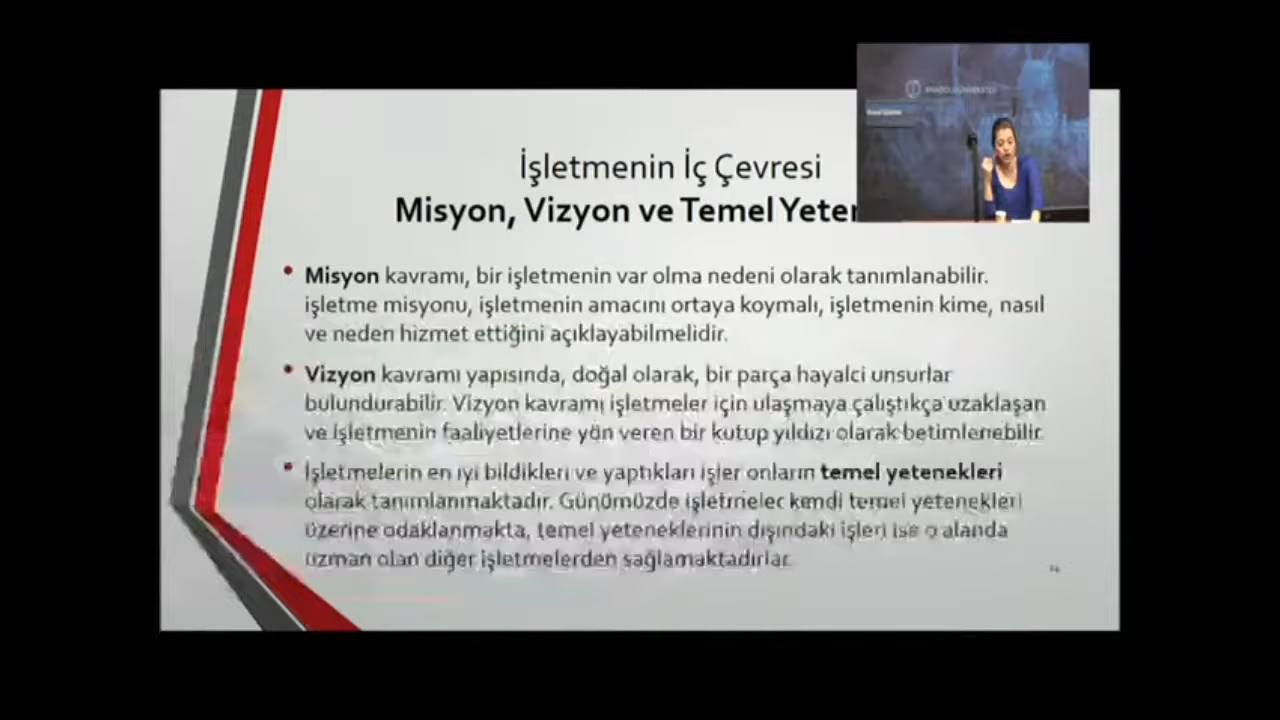 İşletmenin İç Çevresi
Misyon, Vizyon ve Temel
Misyon kavramı, bir işletmenin var olma nedeni olarak tanımlanabilir.
işletme misyonu, işletmenin amacını ortaya koymalı, işletmenin kime, nasıl
ve neden hizmet ettiğini açıklayabilmelidir.
Vizyon kavramı yapısında, doğal olarak, bir parça hayalci unsurlar
bulundurabilir. Vizyon kavramı işletmeler için ulaşmaya çalıştıkça uzaklaşan
ve işletmenin faaliyetlerine yön veren bir kutup yıldızı olarak betimlenebilir.
İşletmelerin en iyi bildikleri ve yaptıkları işler onların temel yetenekleri
olarak tanımlanmaktadır. Günümüzde işletmeler kendi temel yetenekleri
üzerine odaklanmakta, temel yeteneklerinin dışındaki işleri ise o alanda
uzman olan diğer işletmelerden sağlamaktadırlar.